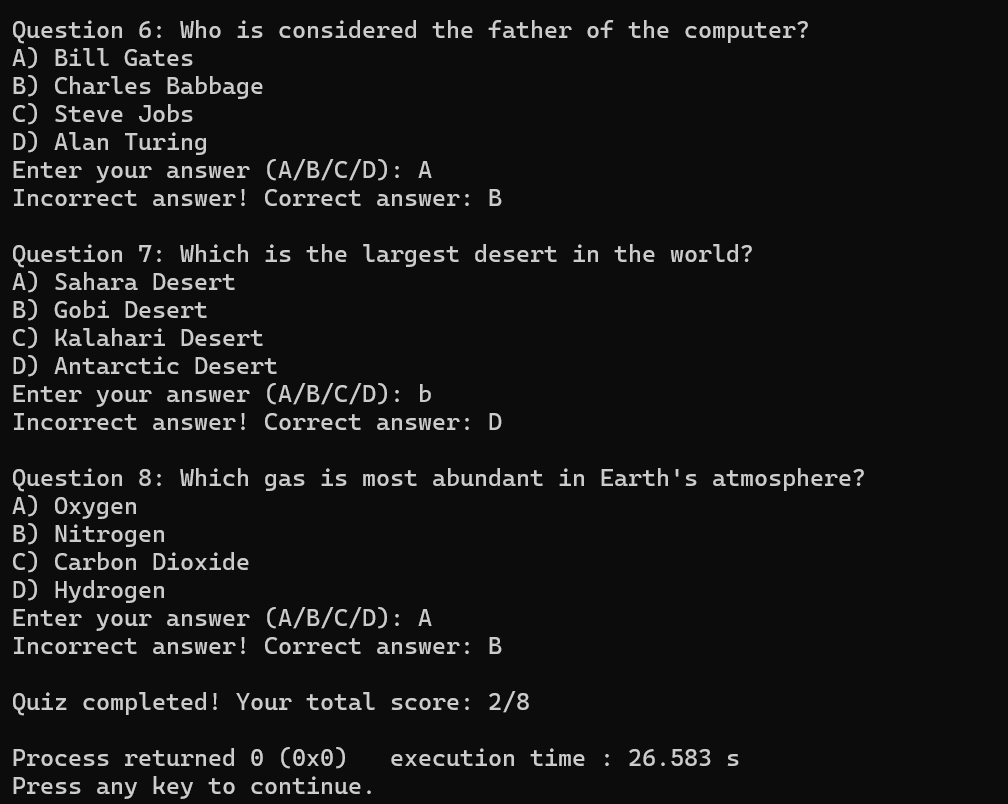 Question 6: Who is considered the father of the computer?
A) Bill Gates
B) Charles Babbage
C) Steve Jobs
D) Alan Turing
Enter your answer (A/B/C/D): A
Incorrect answer! Correct answer: B
Question 7: Which is the largest desert in the world?
A) Sahara Desert
B) Gobi Desert
C) Kalahari Desert
D) Antarctic Desert
Enter your answer (A/B/C/D): b
Incorrect answer! Correct answer: D
Question 8: Which gas is most abundant in Earth's atmosphere?
A) Oxygen
B) Nitrogen
C) Carbon Dioxide
D) Hydrogen
Enter your answer (A/B/C/D): A
Incorrect answer! Correct answer: B
Quiz completed! Your total score: 2/8
Process returned 0 (0x0)   execution time : 26.583 s
Press any key to continue.